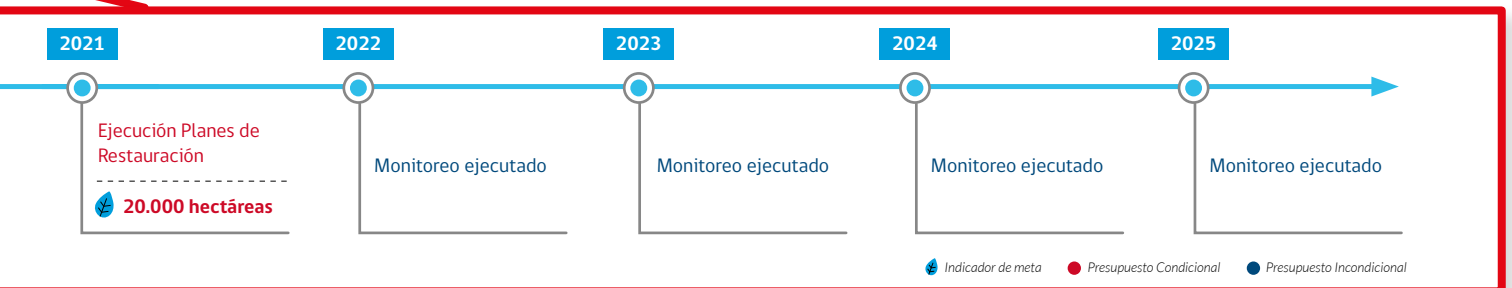 2021
2022
2023
2024
2025
Ejecución Planes de
Restauración
20.000 hectáreas
Monitoreo ejecutado
Monitoreo ejecutado
Monitoreo ejecutado
Monitoreo ejecutado
Indicador de meta
Presupuesto Condicional
Presupuesto Incondicional